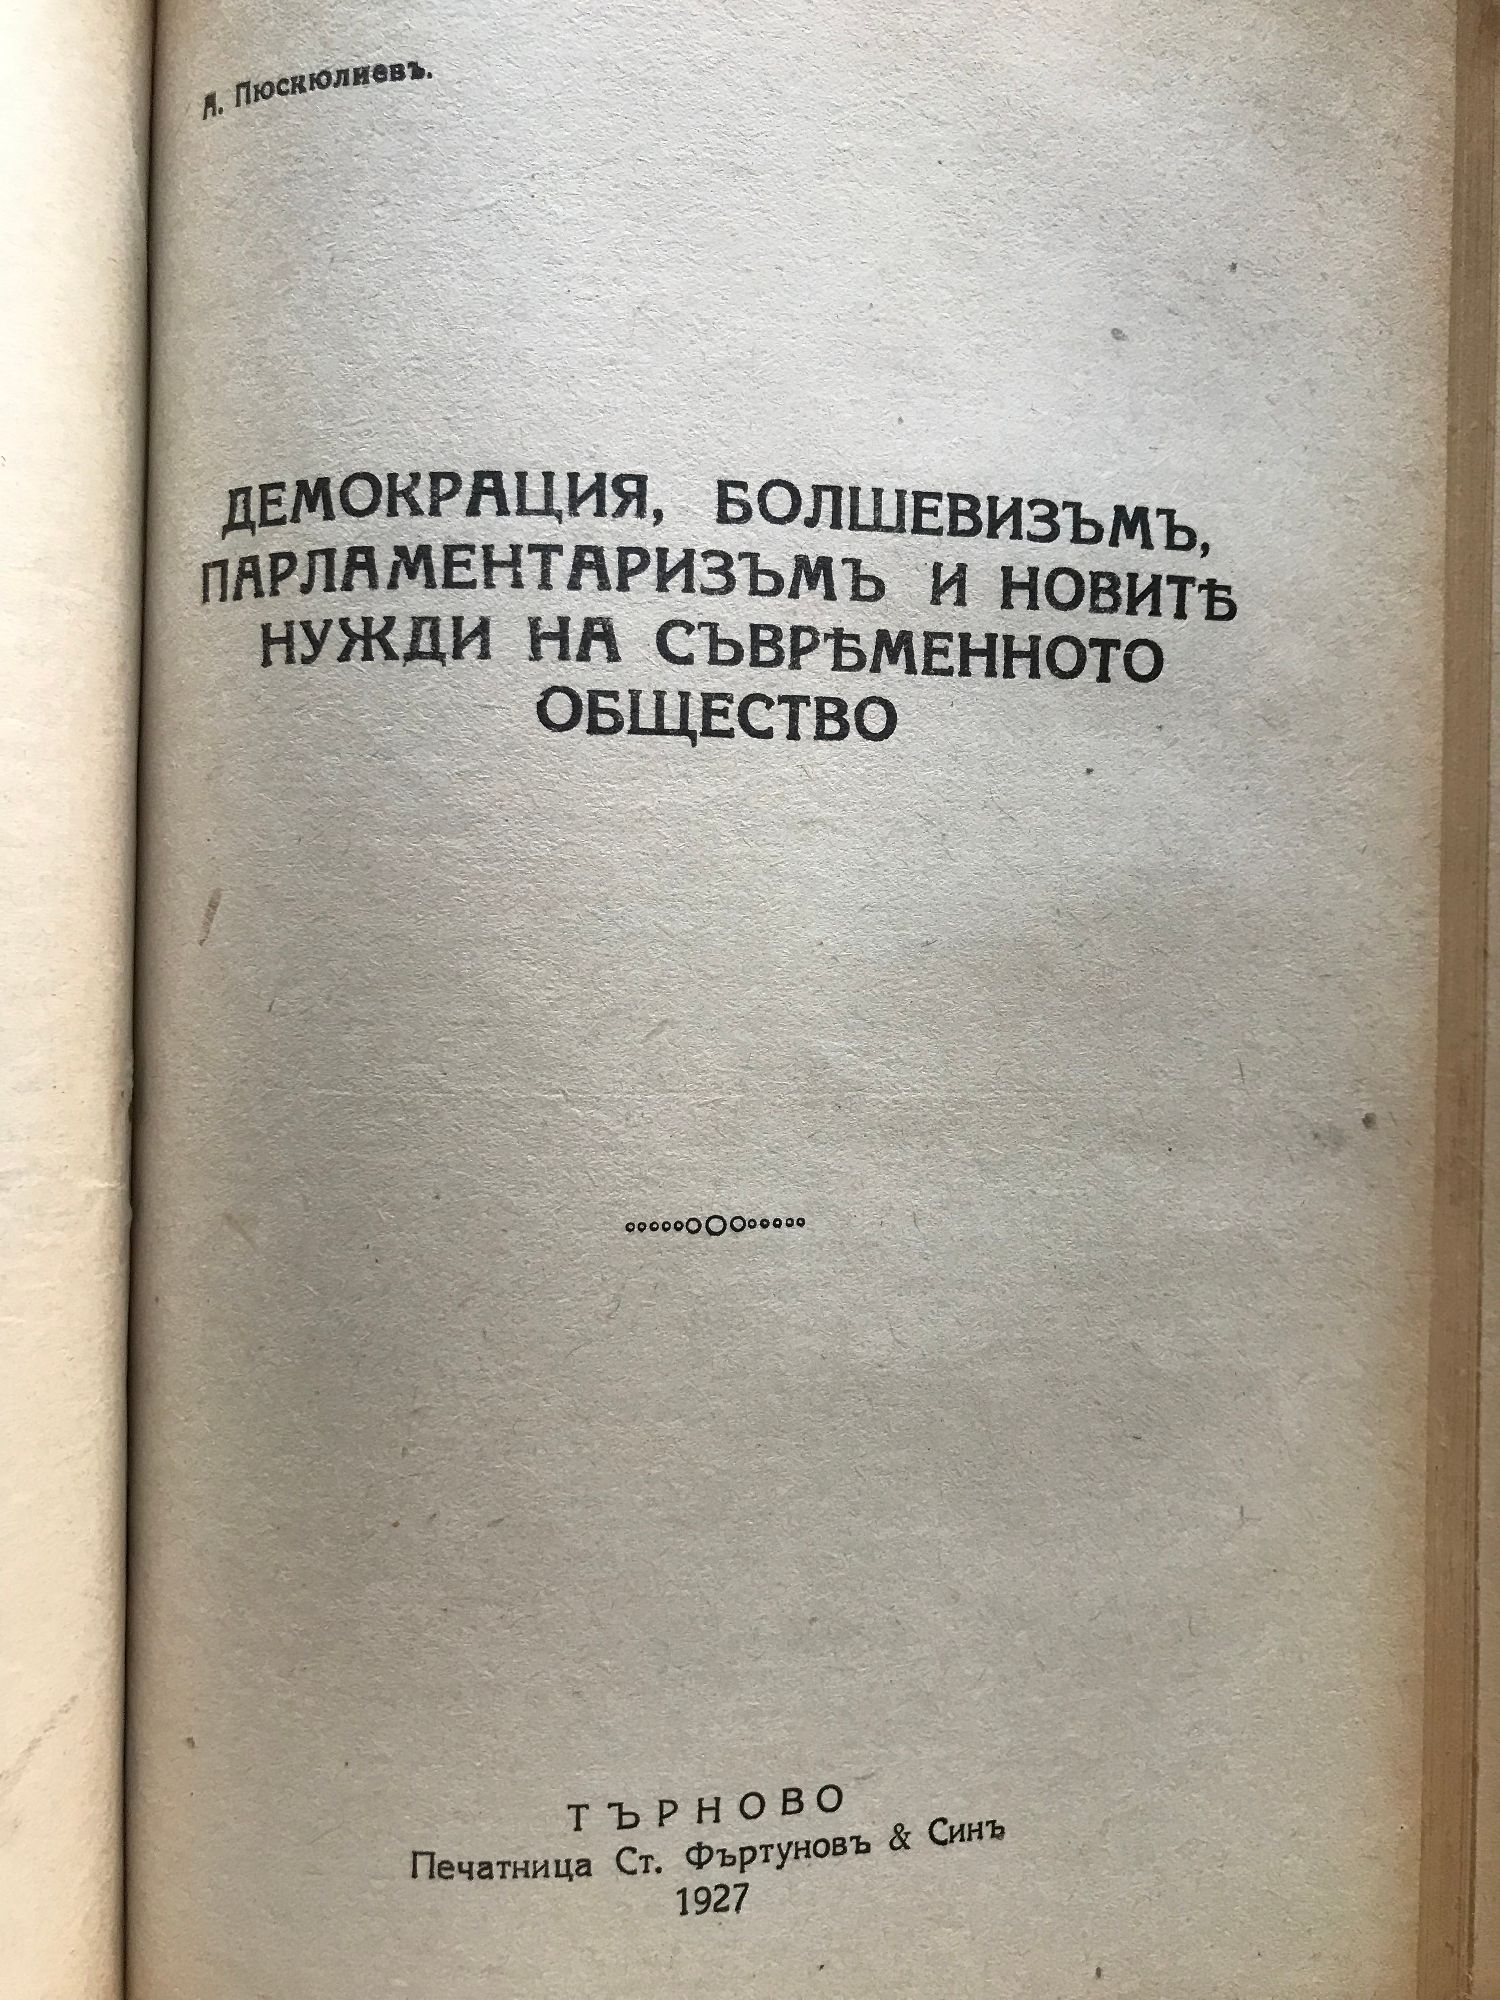 А. Пюскюлиевъ.
ДЕМОКРАЦИЯ, БОЛШЕВИЗЪМЪ,
ПАРЛАМЕНТАРИЗЪМЪ И НОВИТѢ
НУЖДИ НА СЪВРѢМЕННОТО
ОБЩЕСТВО
ТЪРНОВО
Печатница Ст. Фъртуновъ & Синъ
1927